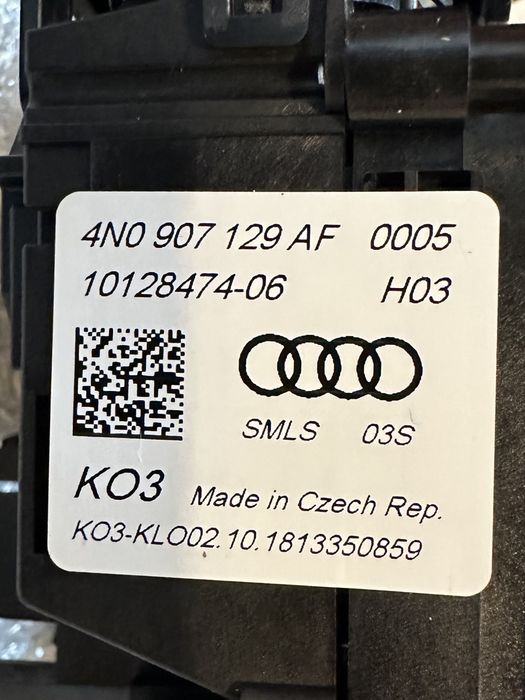 4N0 907 129 AF 0005
10128474-06 H03
SMLS 03S
KO3 Made in Czech Rep.
KO3-KLO02.10.1813350859